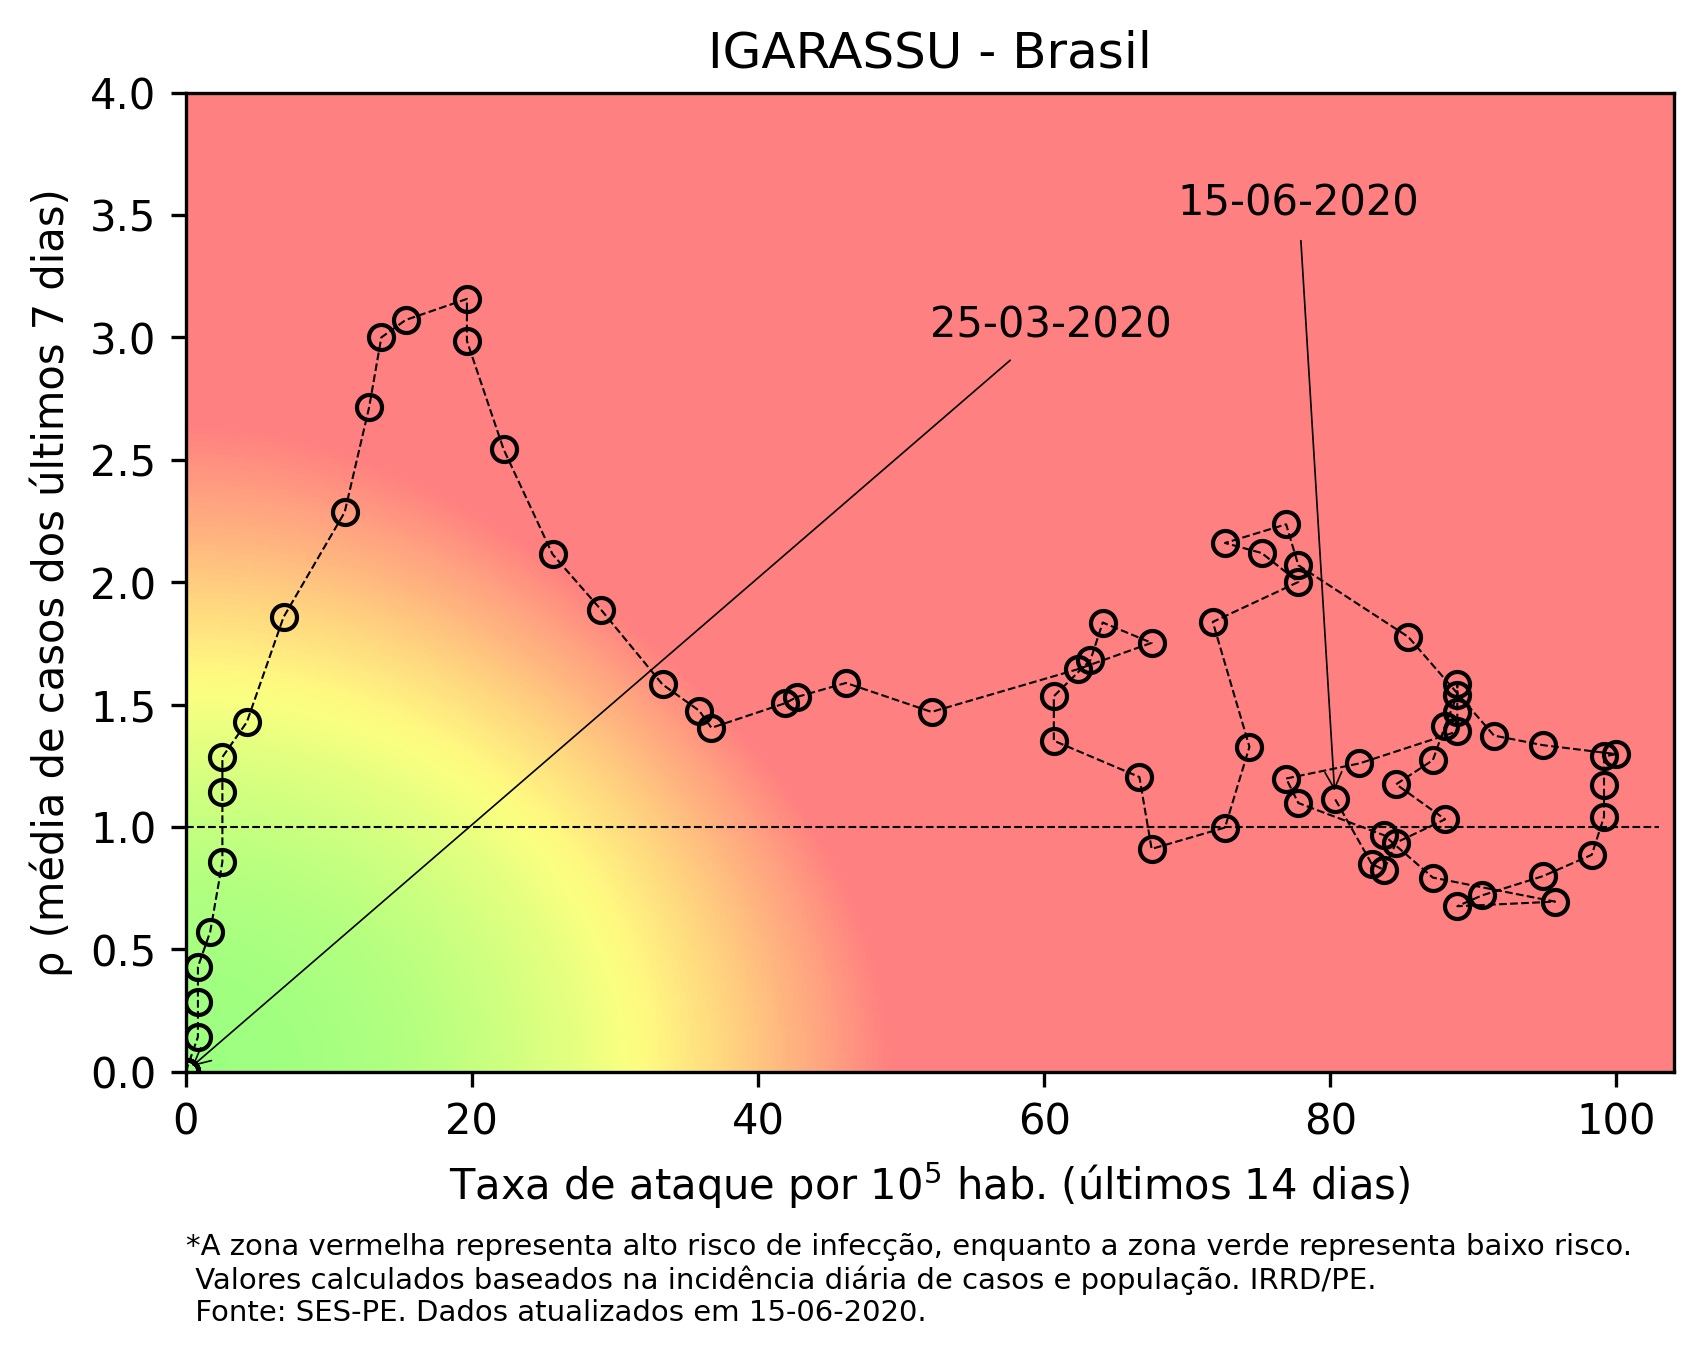 IGARASSU - Brasil
4.0
3.5
3.0
2.5
2.0
1.5
1.0
0.5
0.0
ρ (média de casos dos últimos 7 dias)
15-06-2020
25-03-2020
0 20 40 60 80 100
Taxa de ataque por 10⁵ hab. (últimos 14 dias)
*A zona vermelha representa alto risco de infecção, enquanto a zona verde representa baixo risco.
Valores calculados baseados na incidência diária de casos e população. IRRD/PE.
Fonte: SES-PE. Dados atualizados em 15-06-2020.